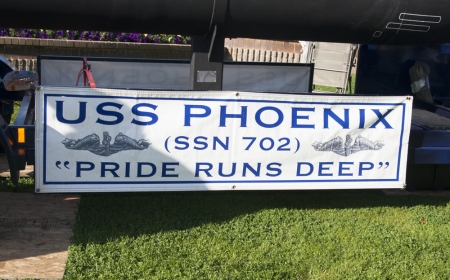 USS PHOENIX
(SSN 702)
“PRIDE RUNS DEEP”